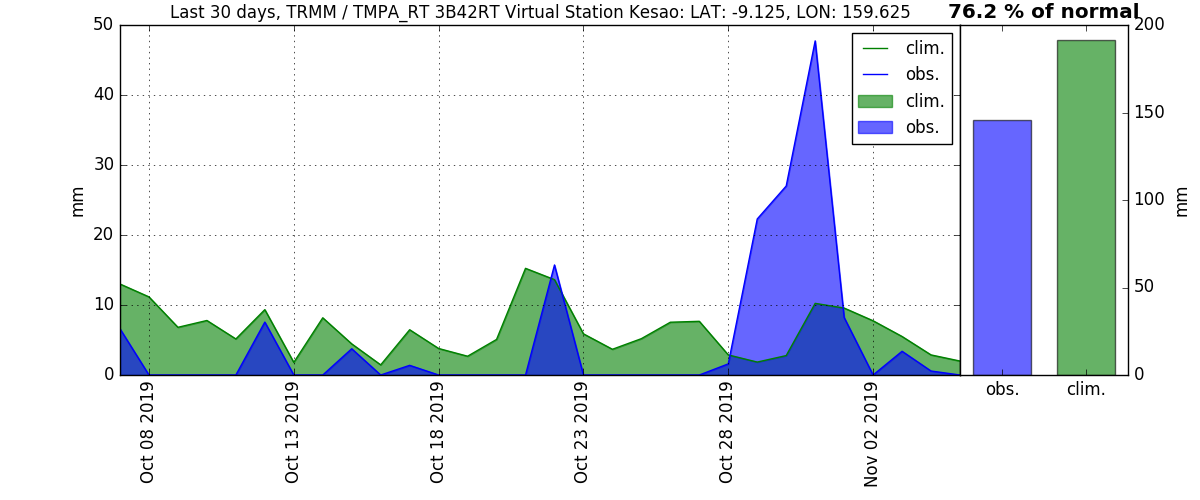 Last 30 days, TRMM / TMPA_RT 3B42RT Virtual Station Kesao: LAT: -9.125, LON: 159.625
76.2 % of normal
50
40
30
20
10
0
mm
clim.
obs.
clim.
obs.
200
150
100
50
0
mm
obs.
clim.
Oct 08 2019
Oct 13 2019
Oct 18 2019
Oct 23 2019
Oct 28 2019
Nov 02 2019